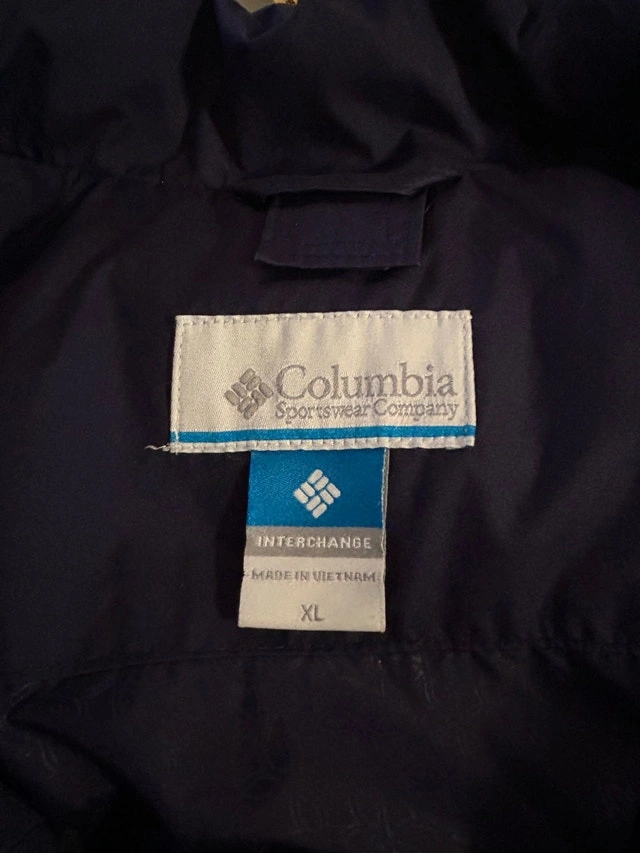 Columbia
Sportswear Company
INTERCHANGE
MADE IN VIETNAM
XL